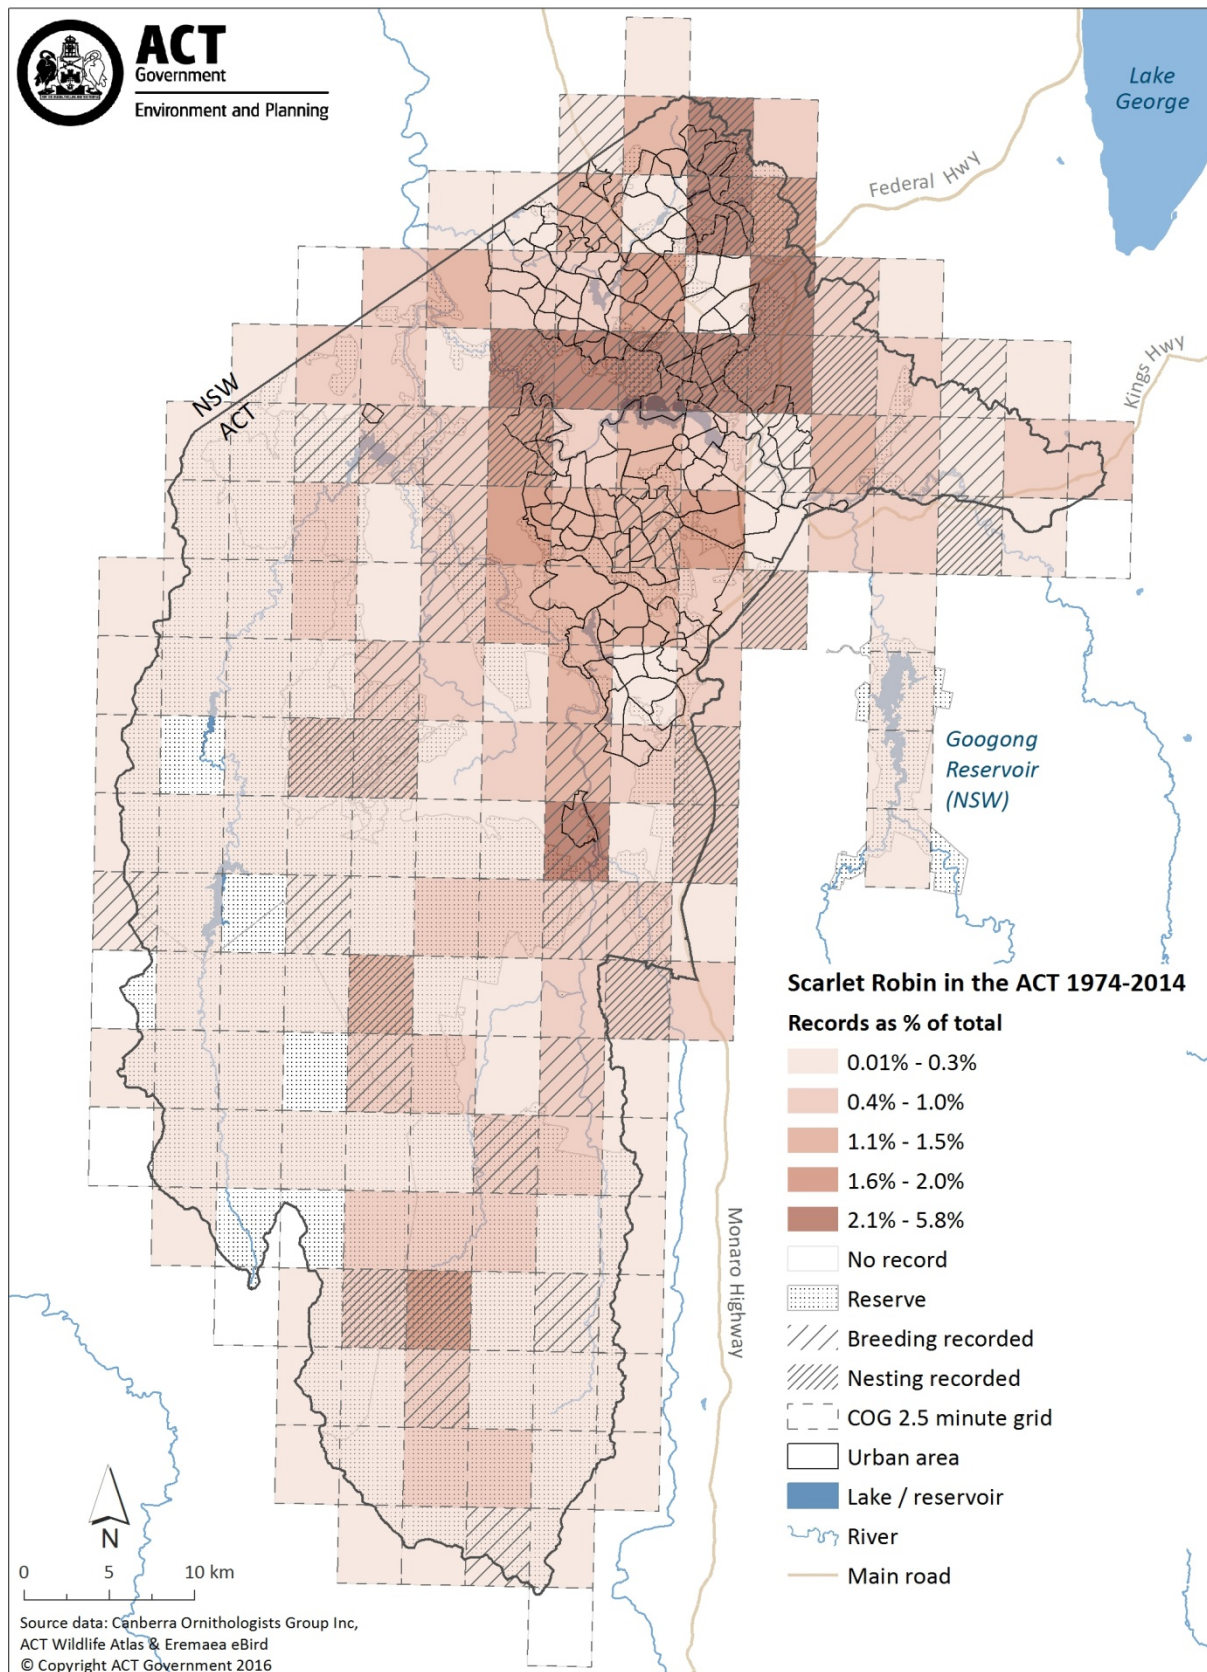 ACT
Government
Environment and Planning
Lake
George
Federal Hwy
Kings Hwy
NSW
ACT
Googong
Reservoir
(NSW)
Monaro Highway
Scarlet Robin in the ACT 1974-2014
Records as % of total
0.01% - 0.3%
0.4% - 1.0%
1.1% - 1.5%
1.6% - 2.0%
2.1% - 5.8%
No record
Reserve
Breeding recorded
Nesting recorded
COG 2.5 minute grid
Urban area
Lake / reservoir
River
Main road
N
0 5 10 km
Source data: Canberra Ornithologists Group Inc,
ACT Wildlife Atlas & Eremaea eBird
© Copyright ACT Government 2016